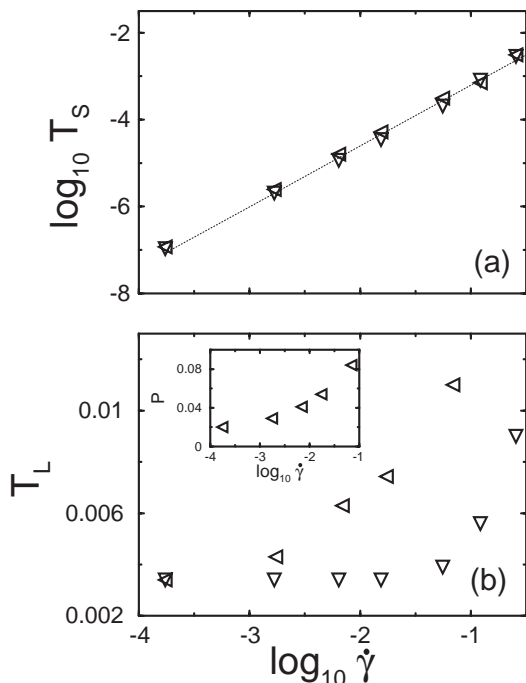 -2
-4
-6
-8
log₁₀ T_S
(a)
0.08
0.04
0
P
-4 -3 -2 -1
log₁₀ γ̇
0.01
0.006
0.002
T_L
(b)
-4 -3 -2 -1
log₁₀ γ̇